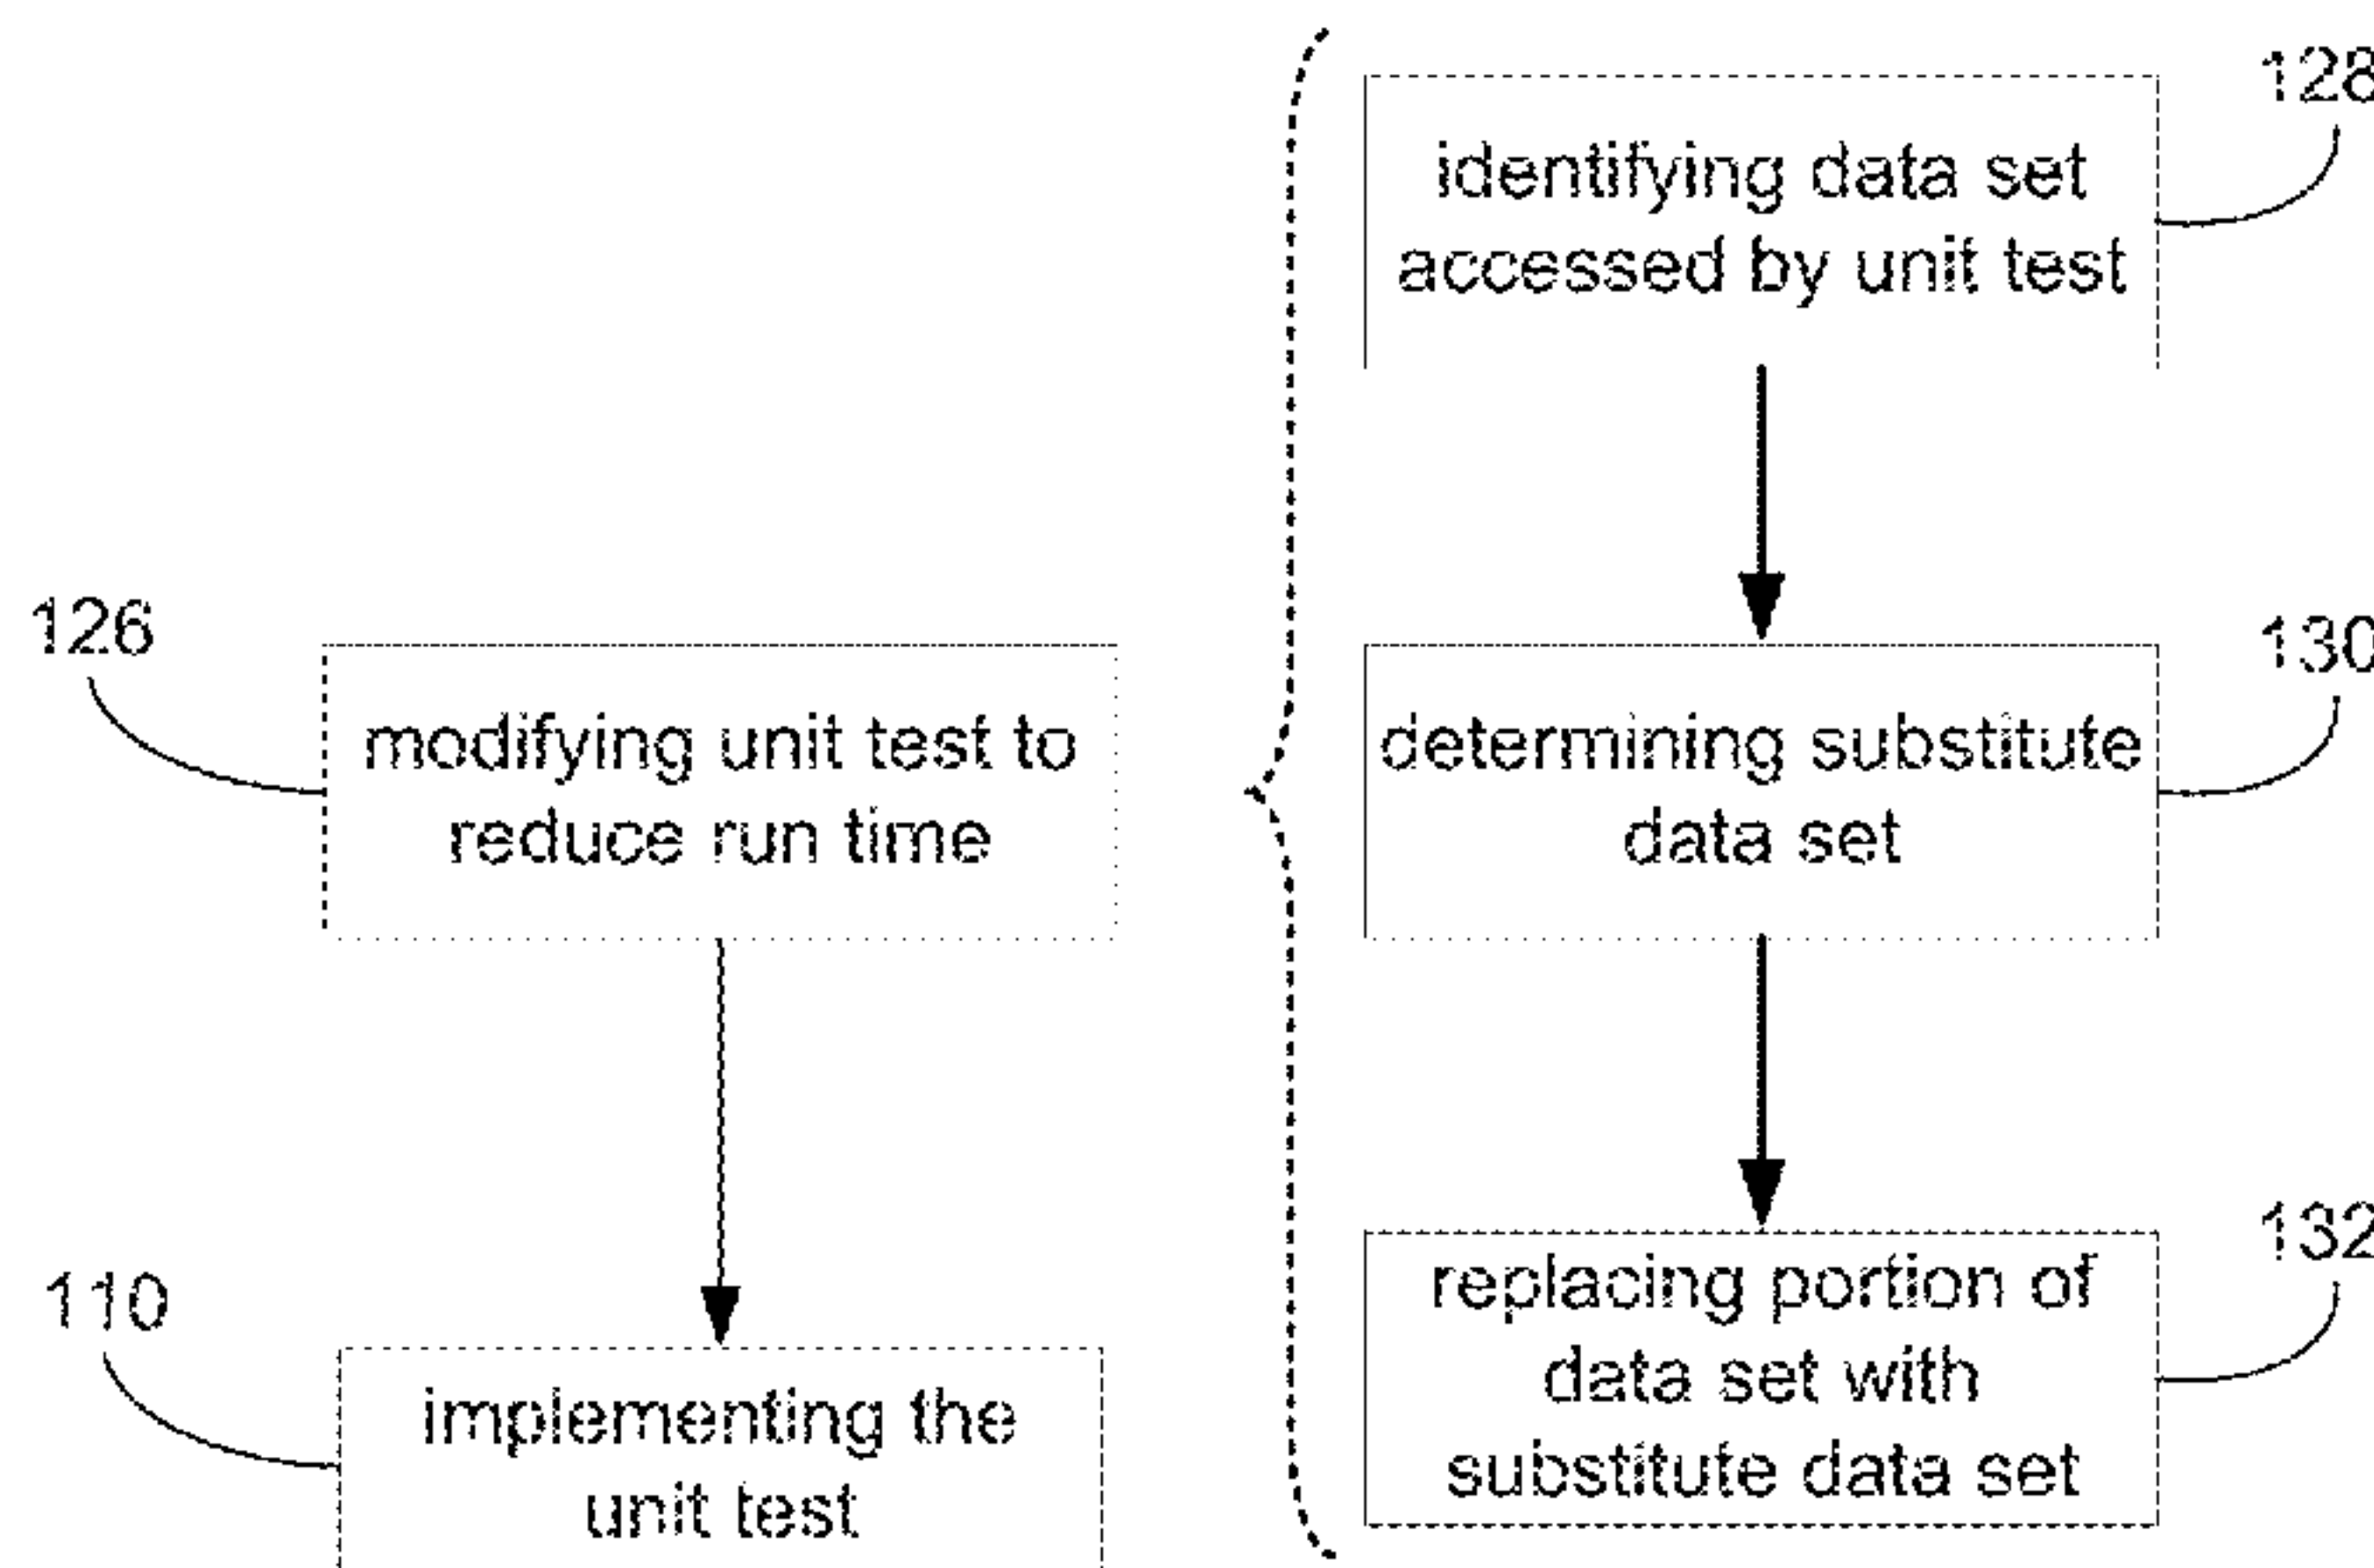 128
identifying data set
accessed by unit test
126
130
modifying unit test to
reduce run time
determining substitute
data set
110
132
implementing the
unit test
replacing portion of
data set with
substitute data set